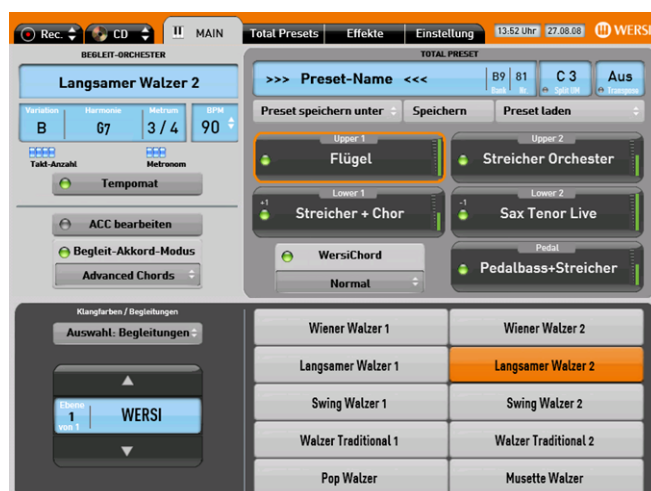 Rec. CD MAIN Total Presets Effekte Einstellung 13:52 Uhr 27.08.08 WERSI
BEGLEIT-ORCHESTER
Langsamer Walzer 2
Variation Harmonie Metrum BPM
B G7 3 / 4 90
Takt-Anzahl Metronom
Tempomat
ACC bearbeiten
Begleit-Akkord-Modus
Advanced Chords
TOTAL PRESET
>>> Preset-Name <<< B9 81 C 3 Aus
Bank Nr. Split UM Transpose
Preset speichern unter Speichern Preset laden
Upper 1
Flügel
Upper 2
Streicher Orchester
Lower 1
+1
Streicher + Chor
Lower 2
-1
Sax Tenor Live
WersiChord
Normal
Pedal
Pedalbass+Streicher
Klangfarben / Begleitungen
Auswahl: Begleitungen
Ebene
1
von 1
WERSI
Wiener Walzer 1 Wiener Walzer 2
Langsamer Walzer 1 Langsamer Walzer 2
Swing Walzer 1 Swing Walzer 2
Walzer Traditional 1 Walzer Traditional 2
Pop Walzer Musette Walzer